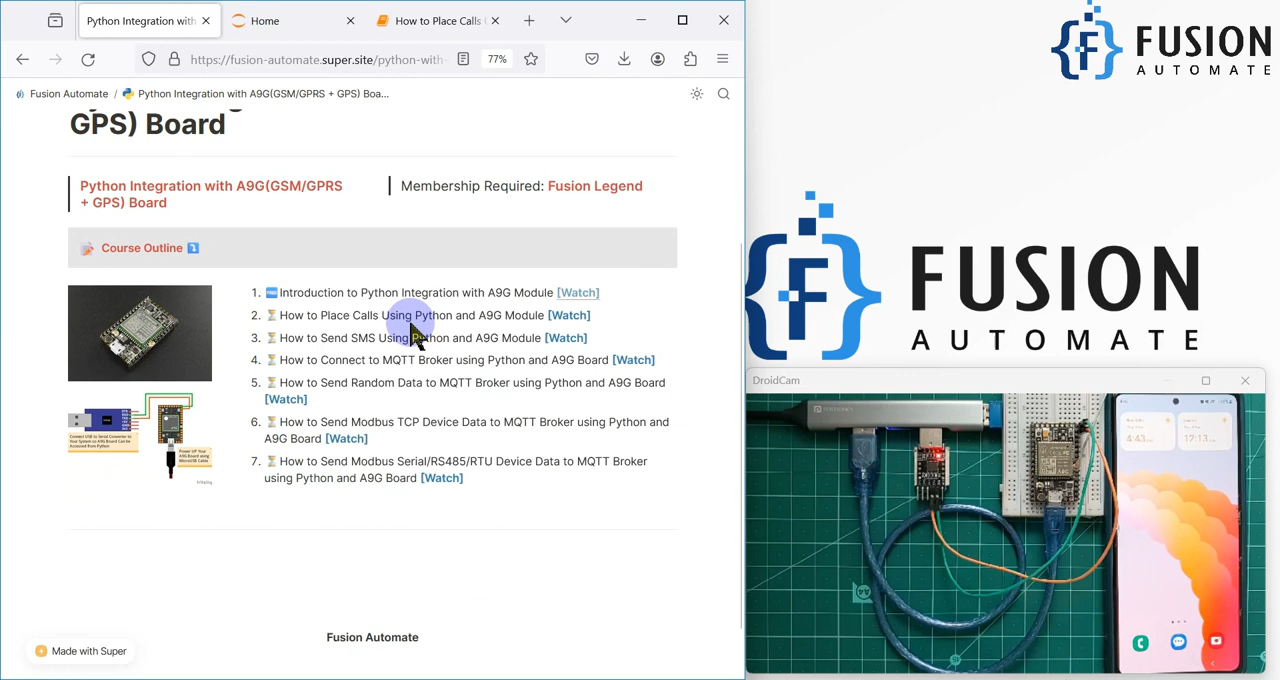 Python Integration with
Home
How to Place Calls U
https://fusion-automate.super.site/python-with-
77%
Fusion Automate / Python Integration with A9G(GSM/GPRS + GPS) Boa...
GPS) Board
Python Integration with A9G(GSM/GPRS
+ GPS) Board
Membership Required: Fusion Legend
Course Outline
1. Introduction to Python Integration with A9G Module [Watch]
2. How to Place Calls Using Python and A9G Module [Watch]
3. How to Send SMS Using Python and A9G Module [Watch]
4. How to Connect to MQTT Broker using Python and A9G Board [Watch]
5. How to Send Random Data to MQTT Broker using Python and A9G Board
[Watch]
6. How to Send Modbus TCP Device Data to MQTT Broker using Python and
A9G Board [Watch]
7. How to Send Modbus Serial/RS485/RTU Device Data to MQTT Broker
using Python and A9G Board [Watch]
Fusion Automate
Made with Super
FUSION
AUTOMATE
F FUSION
AUTOMATE
DroidCam
4:43
12:13